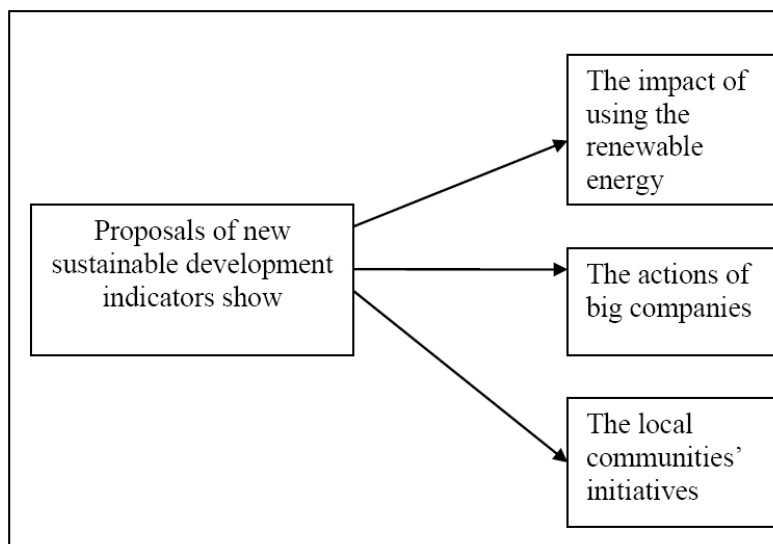 Proposals of new
sustainable development
indicators show
The impact of
using the
renewable
energy
The actions of
big companies
The local
communities’
initiatives